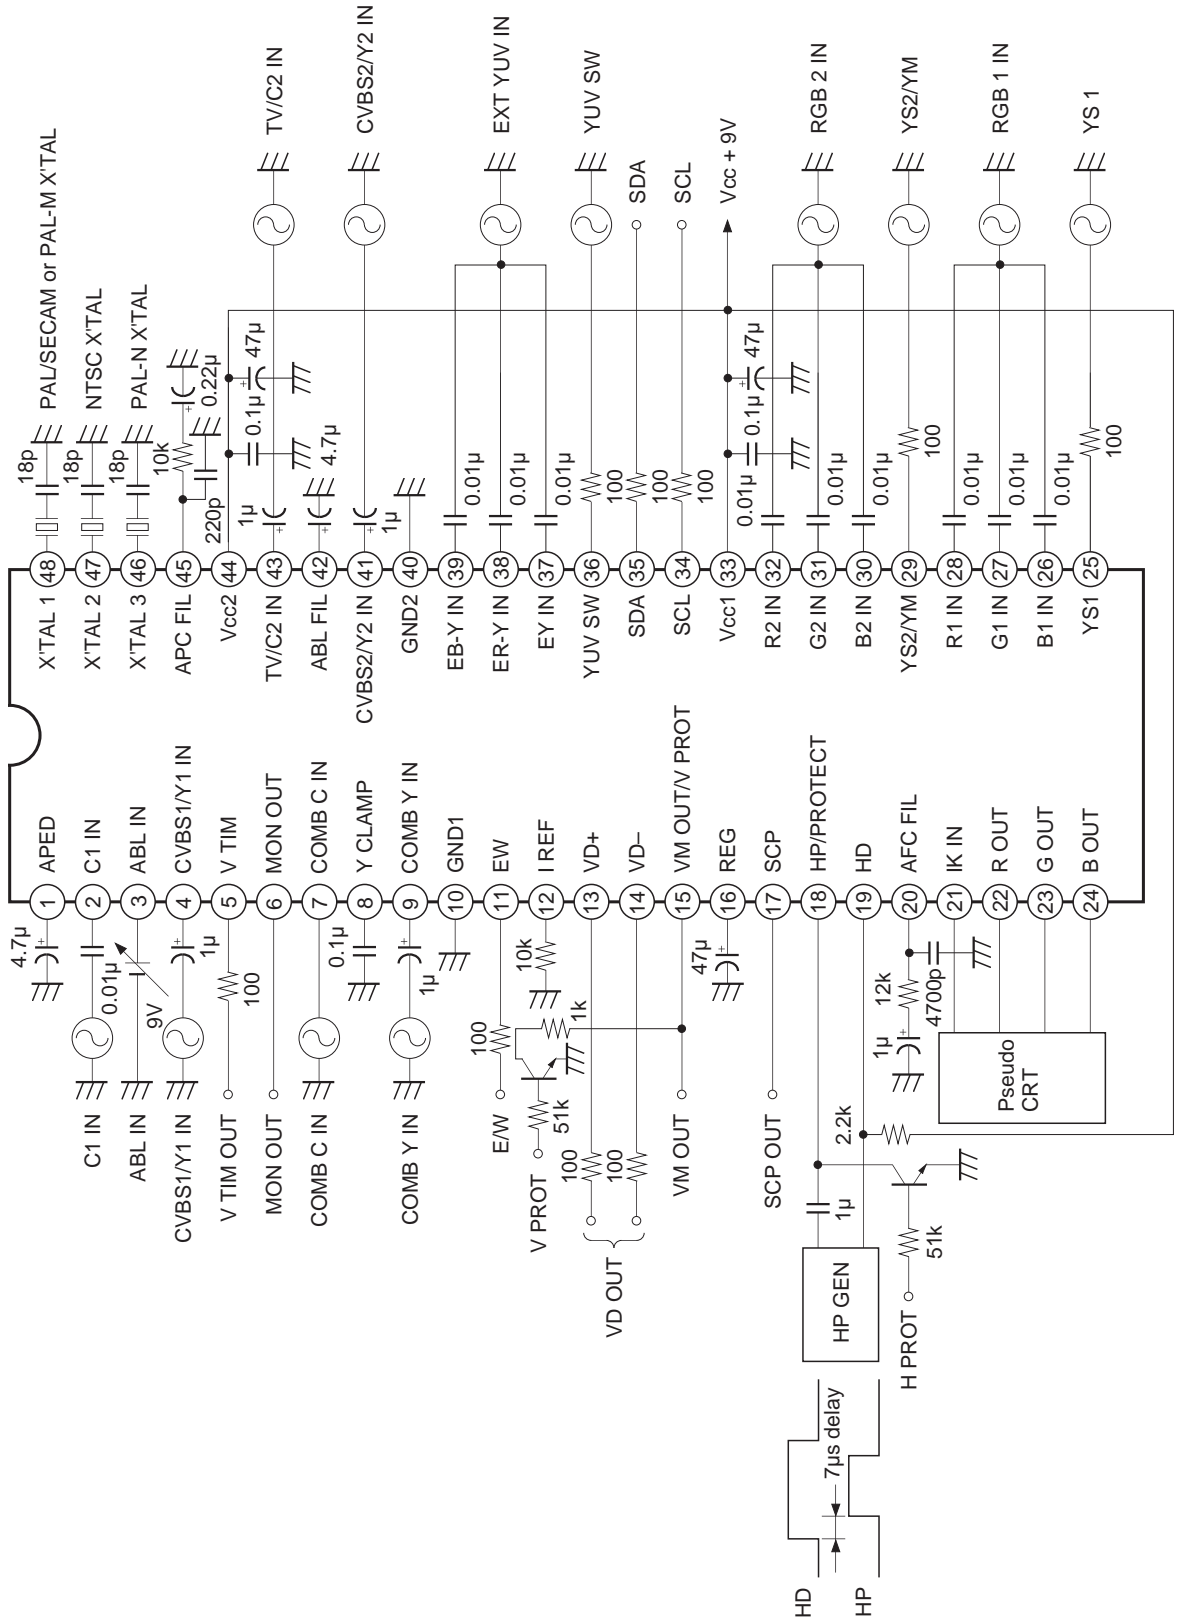 PAL/SECAM or PAL-M X'TAL
NTSC X'TAL
PAL-N X'TAL
TV/C2 IN
CVBS2/Y2 IN
EXT YUV IN
YUV SW
SDA
SCL
Vcc + 9V
RGB 2 IN
YS2/YM
RGB 1 IN
YS 1
18p
18p
18p
10k
0.22μ
220p
1μ
0.1μ
47μ
4.7μ
1μ
0.01μ
0.01μ
0.01μ
100
100
100
0.01μ
0.1μ
47μ
0.01μ
0.01μ
100
0.01μ
0.01μ
0.01μ
100
48
47
46
45
44
43
42
41
40
39
38
37
36
35
34
33
32
31
30
29
28
27
26
25
X'TAL 1
X'TAL 2
X'TAL 3
APC FIL
Vcc2
TV/C2 IN
ABL FIL
CVBS2/Y2 IN
GND2
EB-Y IN
ER-Y IN
EY IN
YUV SW
SDA
SCL
Vcc1
R2 IN
G2 IN
B2 IN
YS2/YM
R1 IN
G1 IN
B1 IN
YS1
APED
C1 IN
ABL IN
CVBS1/Y1 IN
V TIM
MON OUT
COMB C IN
Y CLAMP
COMB Y IN
GND1
EW
I REF
VD+
VD–
VM OUT/V PROT
REG
SCP
HP/PROTECT
HD
AFC FIL
IK IN
R OUT
G OUT
B OUT
1
2
3
4
5
6
7
8
9
10
11
12
13
14
15
16
17
18
19
20
21
22
23
24
4.7μ
0.01μ
9V
1μ
100
0.1μ
1μ
100
10k
1k
51k
100
100
47μ
12k
4700p
1μ
2.2k
1μ
51k
Pseudo
CRT
C1 IN
ABL IN
CVBS1/Y1 IN
V TIM OUT
MON OUT
COMB C IN
COMB Y IN
E/W
V PROT
VD OUT
VM OUT
SCP OUT
HP GEN
H PROT
7μs delay
HD
HP